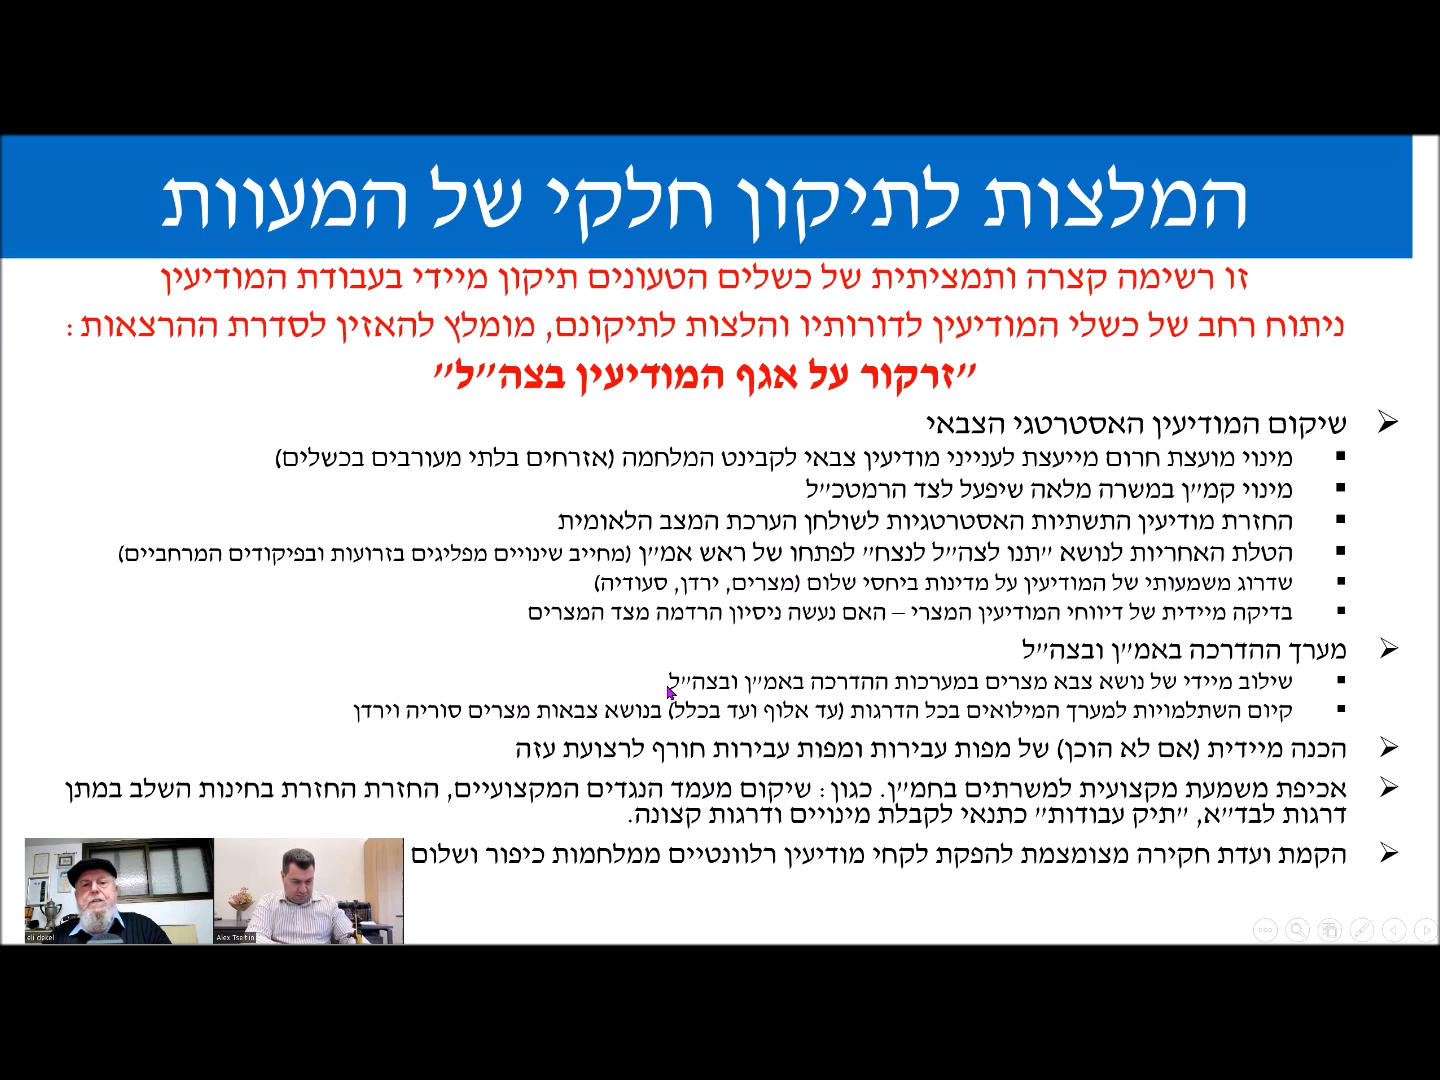 המלצות לתיקון חלקי של המעוות
זו רשימה קצרה ותמציתית של כשלים הטעונים תיקון מיידי בעבודת המודיעין
ניתוח רחב של כשלי המודיעין לדורותיו והלצות לתיקונם, מומלץ להאזין לסדרת ההרצאות:
"זרקור על אגף המודיעין בצה"ל"
➢ שיקום המודיעין האסטרטגי הצבאי
▪ מינוי מועצת חרום מייעצת לענייני מודיעין צבאי לקבינט המלחמה (אזרחים בלתי מעורבים בכשלים)
▪ מינוי קמ"ן במשרה מלאה שיפעל לצד הרמטכ"ל
▪ החזרת מודיעין התשתיות האסטרטגיות לשולחן הערכת המצב הלאומית
▪ הטלת האחריות לנושא "תנו לצה"ל לנצח" לפתחו של ראש אמ"ן (מחייב שינויים מפליגים בזרועות ובפיקודים המרחביים)
▪ שדרוג משמעותי של המודיעין על מדינות ביחסי שלום (מצרים, ירדן, סעודיה)
▪ בדיקה מיידית של דיווחי המודיעין המצרי – האם נעשה ניסיון הרדמה מצד המצרים
➢ מערך ההדרכה באמ"ן ובצה"ל
▪ שילוב מיידי של נושא צבא מצרים במערכות ההדרכה באמ"ן ובצה"ל
▪ קיום השתלמויות למערך המילואים בכל הדרגות (עד אלוף ועד בכלל) בנושא צבאות מצרים סוריה וירדן
➢ הכנה מיידית (אם לא הוכן) של מפות עבירות ומפות עבירות חורף לרצועת עזה
➢ אכיפת משמעת מקצועית למשרתים בחמ"ן. כגון: שיקום מעמד הנגדים המקצועיים, החזרת החזרת בחינות השלב במתן
דרגות לבד"א, "תיק עבודות" כתנאי לקבלת מינויים ודרגות קצונה.
➢ הקמת ועדת חקירה מצומצמת להפקת לקחי מודיעין רלוונטיים ממלחמות כיפור ושלום
eli dekel
Alex Tseitlin